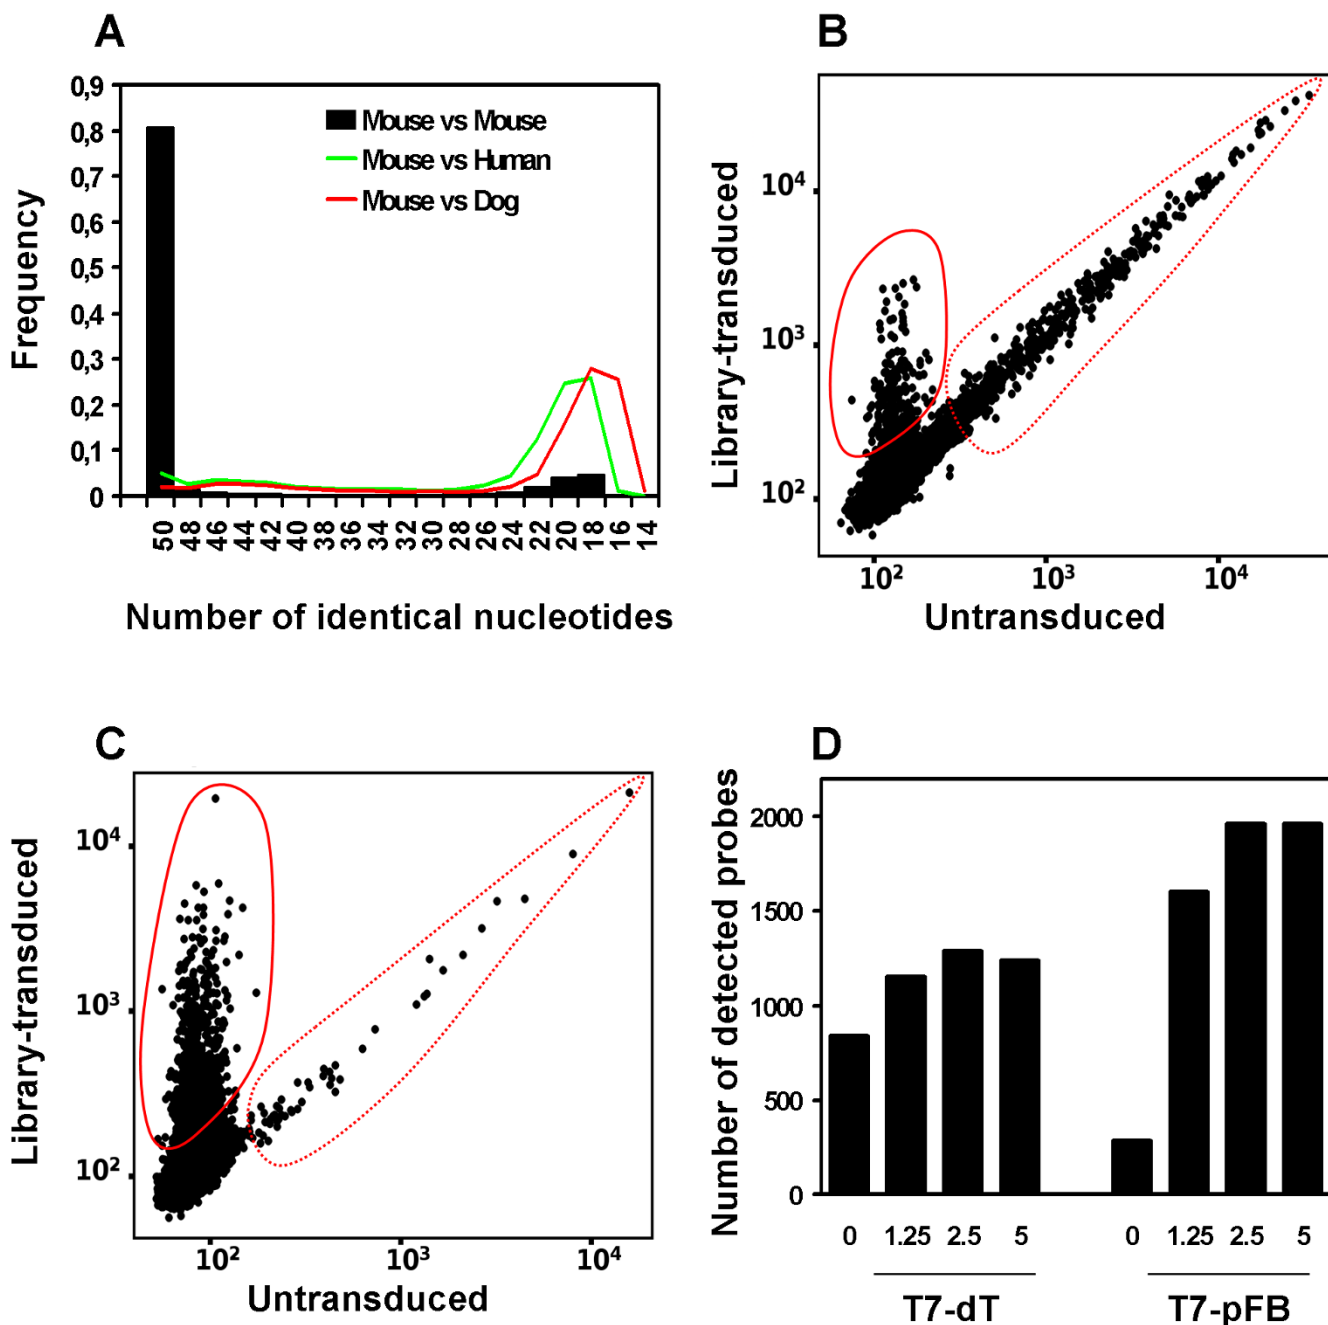 A
0,9
0,8
0,7
0,6
0,5
0,4
0,3
0,2
0,1
0
Frequency
Mouse vs Mouse
Mouse vs Human
Mouse vs Dog
50 48 46 44 42 40 38 36 34 32 30 28 26 24 22 20 18 16 14
Number of identical nucleotides
B
Library-transduced
10⁴
10³
10²
10² 10³ 10⁴
Untransduced
C
Library-transduced
10⁴
10³
10²
10² 10³ 10⁴
Untransduced
D
Number of detected probes
2000
1500
1000
500
0
0 1.25 2.5 5 0 1.25 2.5 5
T7-dT T7-pFB